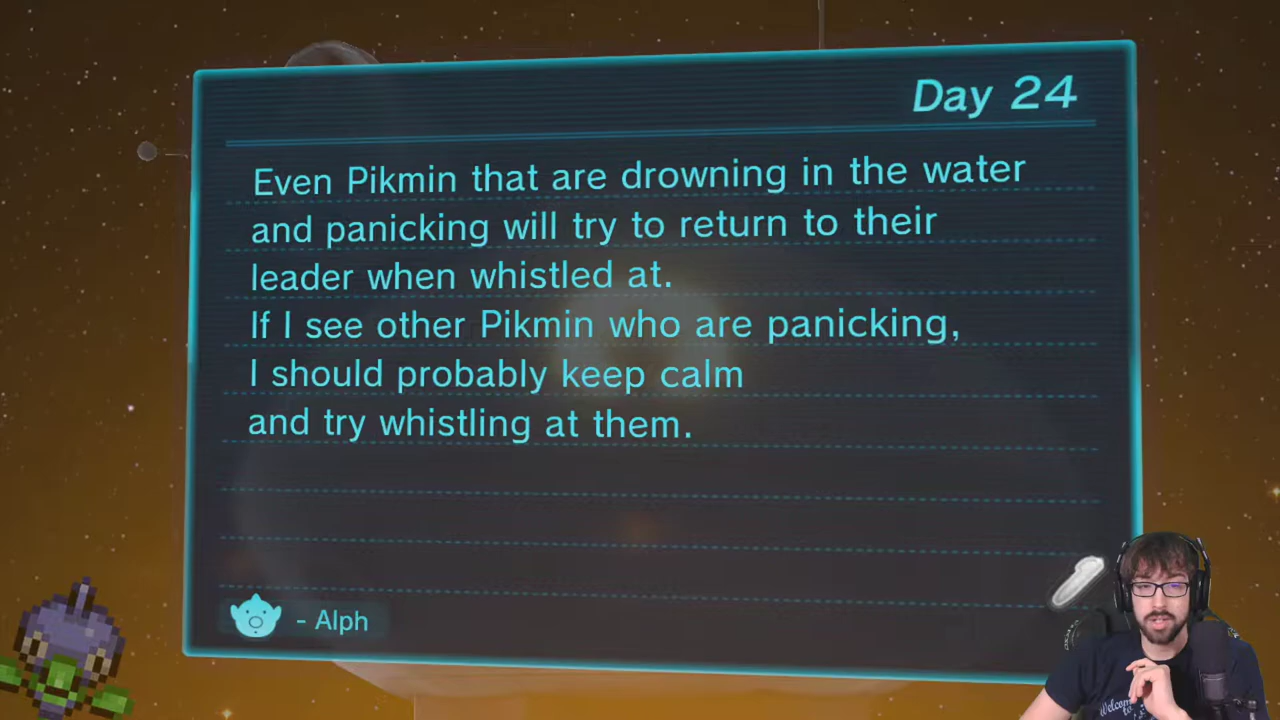 Day 24
Even Pikmin that are drowning in the water
and panicking will try to return to their
leader when whistled at.
If I see other Pikmin who are panicking,
I should probably keep calm
and try whistling at them.
- Alph
Welcome
to